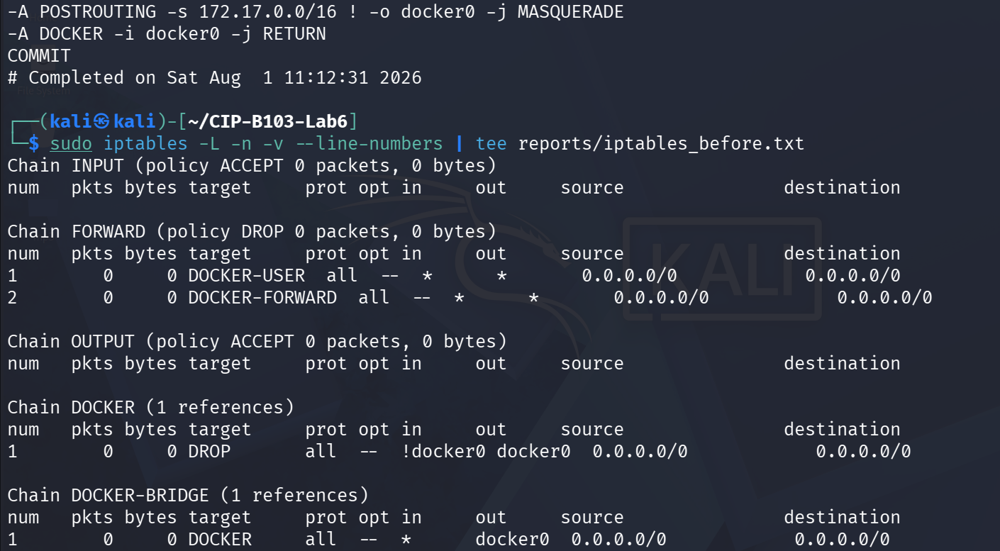 -A POSTROUTING -s 172.17.0.0/16 ! -o docker0 -j MASQUERADE
-A DOCKER -i docker0 -j RETURN
COMMIT
# Completed on Sat Aug  1 11:12:31 2026
File System
┌──(kali㉿kali)-[~/CIP-B103-Lab6]
└─$ sudo iptables -L -n -v --line-numbers | tee reports/iptables_before.txt
Chain INPUT (policy ACCEPT 0 packets, 0 bytes)
num   pkts bytes target     prot opt in     out     source               destination

Chain FORWARD (policy DROP 0 packets, 0 bytes)
num   pkts bytes target     prot opt in     out     source               destination
1        0     0 DOCKER-USER  all  --  *      *       0.0.0.0/0            0.0.0.0/0
2        0     0 DOCKER-FORWARD  all  --  *      *       0.0.0.0/0            0.0.0.0/0
KALI

Chain OUTPUT (policy ACCEPT 0 packets, 0 bytes)
num   pkts bytes target     prot opt in     out     source               destination

Chain DOCKER (1 references)
num   pkts bytes target     prot opt in     out     source               destination
1        0     0 DROP       all  --  !docker0 docker0  0.0.0.0/0            0.0.0.0/0

Chain DOCKER-BRIDGE (1 references)
num   pkts bytes target     prot opt in     out     source               destination
1        0     0 DOCKER     all  --  *      docker0  0.0.0.0/0            0.0.0.0/0